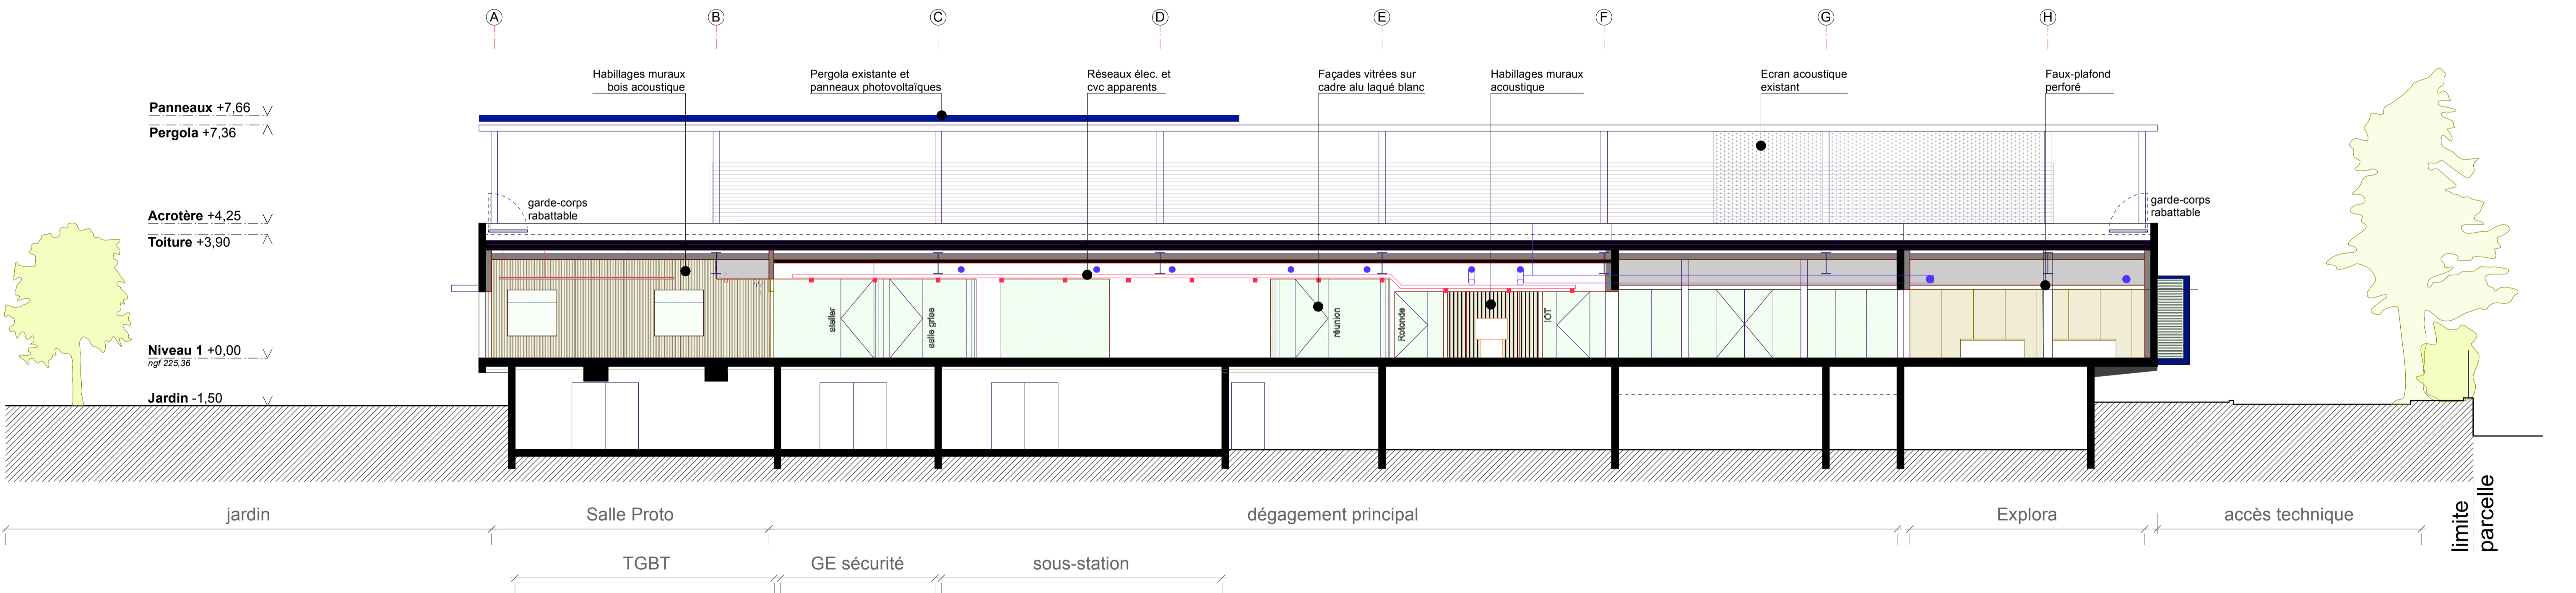 A B C D E F G H
Habillages muraux
bois acoustique
Pergola existante et
panneaux photovoltaïques
Réseaux élec. et
cvc apparents
Façades vitrées sur
cadre alu laqué blanc
Habillages muraux
acoustique
Ecran acoustique
existant
Faux-plafond
perforé
Panneaux +7,66
Pergola +7,36
garde-corps
rabattable
garde-corps
rabattable
Acrotère +4,25
Toiture +3,90
atelier
salle grise
réunion
Rotonde
IOT
Niveau 1 +0,00
ngf 225,36
Jardin -1,50
jardin
Salle Proto
dégagement principal
Explora
accès technique
limite
parcelle
TGBT
GE sécurité
sous-station